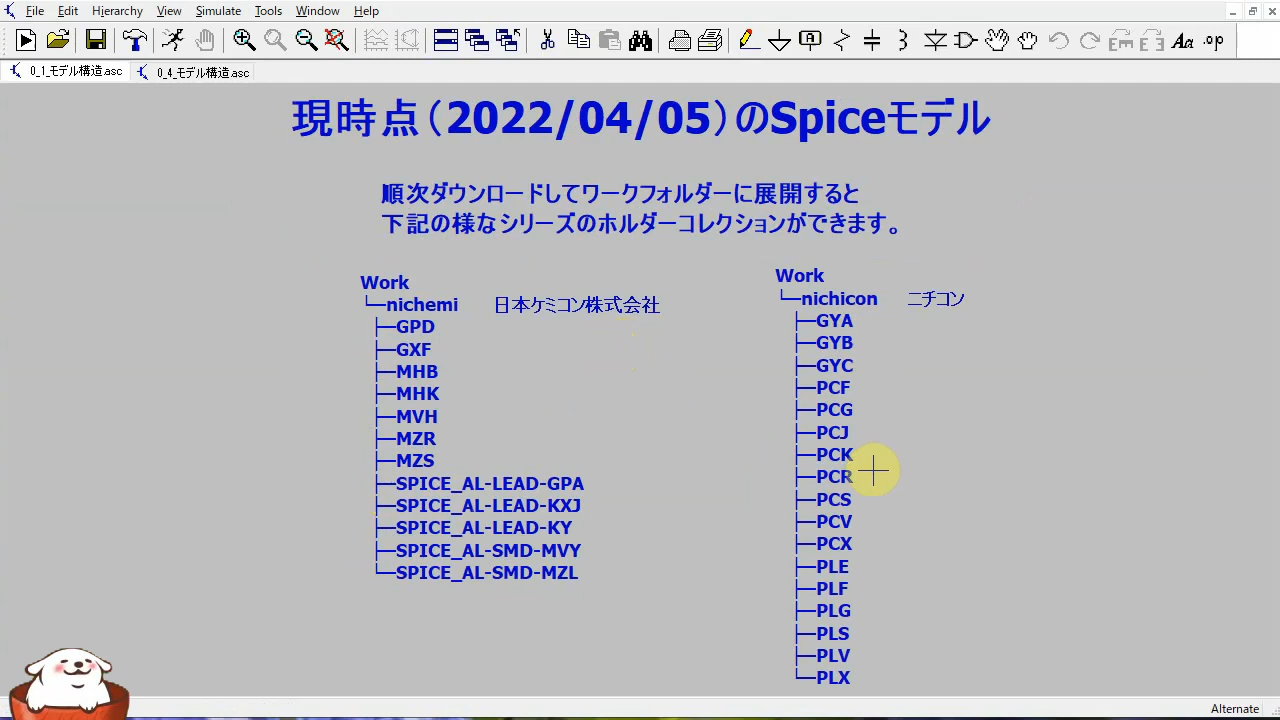 File Edit Hierarchy View Simulate Tools Window Help
0_1_モデル構造.asc 0_4_モデル構造.asc
現時点（2022/04/05）のSpiceモデル
順次ダウンロードしてワークフォルダーに展開すると
下記の様なシリーズのホルダーコレクションができます。
Work
└─nichemi 日本ケミコン株式会社
├─GPD
├─GXF
├─MHB
├─MHK
├─MVH
├─MZR
├─MZS
├─SPICE_AL-LEAD-GPA
├─SPICE_AL-LEAD-KXJ
├─SPICE_AL-LEAD-KY
├─SPICE_AL-SMD-MVY
└─SPICE_AL-SMD-MZL
Work
└─nichicon ニチコン
├─GYA
├─GYB
├─GYC
├─PCF
├─PCG
├─PCJ
├─PCK
├─PCR
├─PCS
├─PCV
├─PCX
├─PLE
├─PLF
├─PLG
├─PLS
├─PLV
└─PLX
Alternate